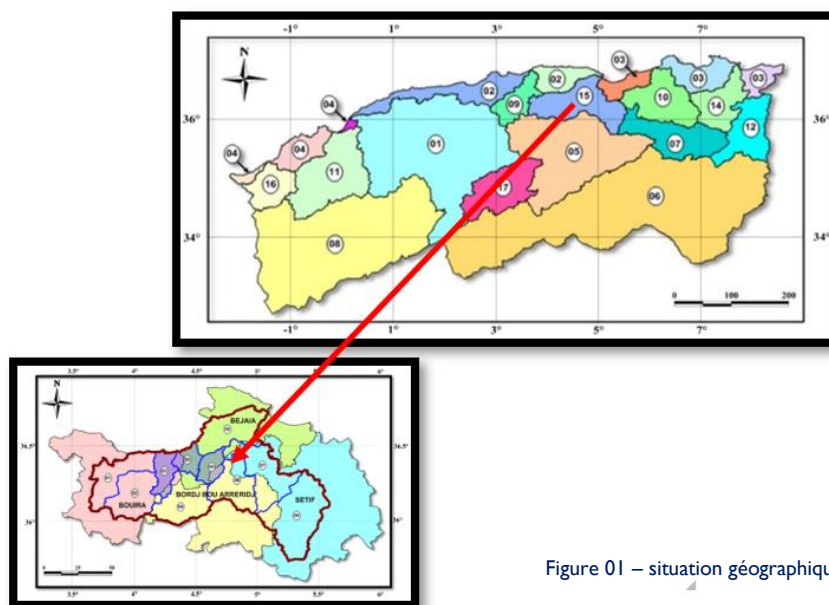 -1° 1° 3° 5° 7°
N
03
02 03 03
04 02 15 10
09 14
36° 12
04 01 07
04 05
11
16 17 06
34° 08
0 100 200
-1° 1° 3° 5° 7°
3.5° 4° 4.5° 5° 5.5° 6°
N
BEJAIA
36.5° 36.5°
BOUIRA BORDJ BOU ARRERIDJ SETIF
36° 36°
3.5° 4° 4.5° 5° 5.5° 6°
Figure 01 – situation géographiqu